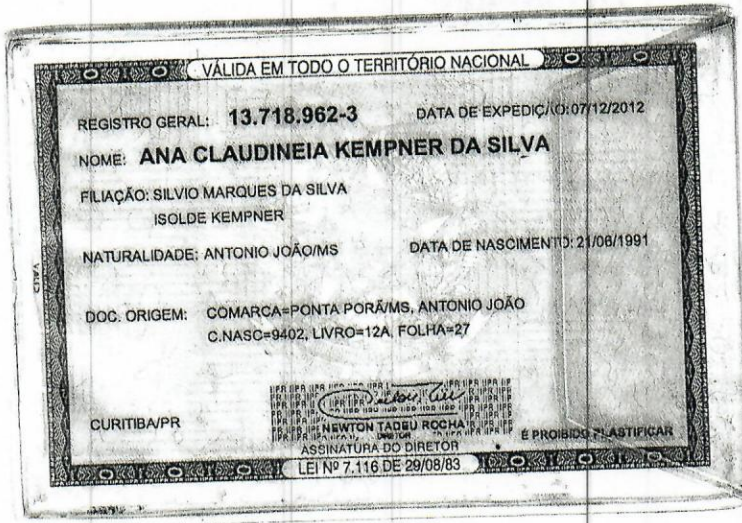 VÁLIDA EM TODO O TERRITÓRIO NACIONAL
REGISTRO GERAL: 13.718.962-3 DATA DE EXPEDIÇÃO:07/12/2012
NOME: ANA CLAUDINEIA KEMPNER DA SILVA
FILIAÇÃO: SILVIO MARQUES DA SILVA
ISOLDE KEMPNER
NATURALIDADE: ANTONIO JOÃO/MS DATA DE NASCIMENTO: 21/06/1991
DOC. ORIGEM: COMARCA=PONTA PORÃ/MS, ANTONIO JOÃO
C.NASC=9402, LIVRO=12A, FOLHA=27
CURITIBA/PR
NEWTON TADEU ROCHA
DIRETOR
ASSINATURA DO DIRETOR
É PROIBIDO PLASTIFICAR
LEI Nº 7.116 DE 29/08/83